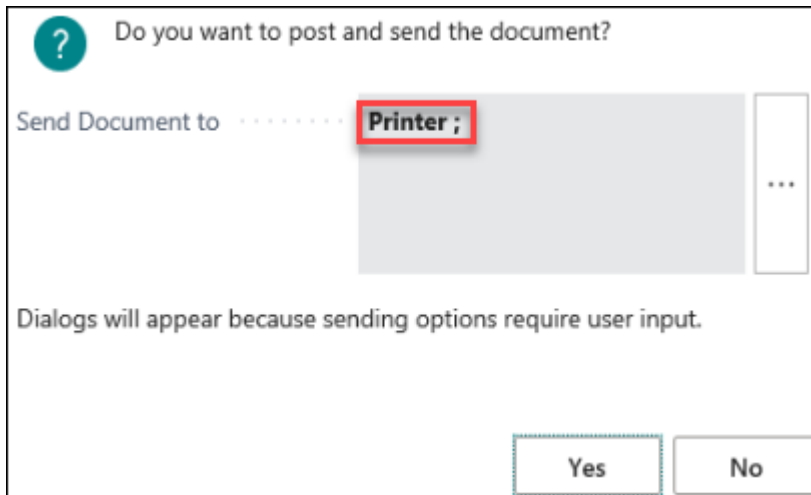 ?
Do you want to post and send the document?
Send Document to ········ Printer ;
...
Dialogs will appear because sending options require user input.
Yes No